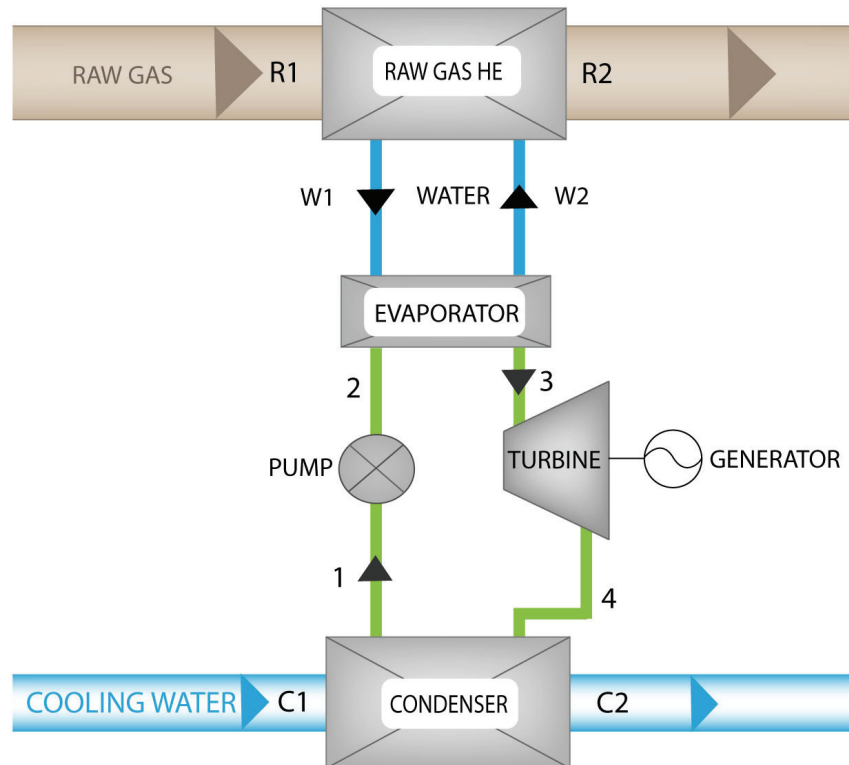 RAW GAS R1 RAW GAS HE R2
W1 WATER W2
EVAPORATOR
2 3
PUMP TURBINE GENERATOR
1 4
COOLING WATER C1 CONDENSER C2